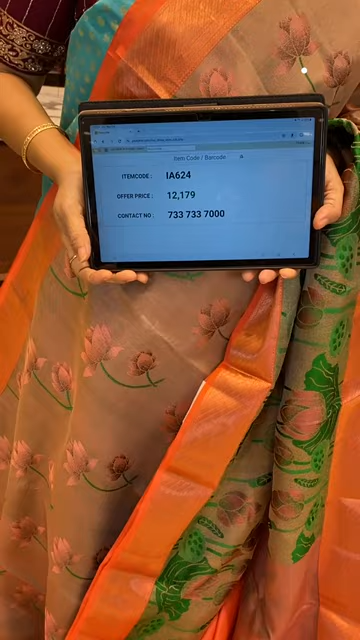 Item Code / Barcode
ITEMCODE : IA624
OFFER PRICE : 12,179
CONTACT NO : 733 733 7000